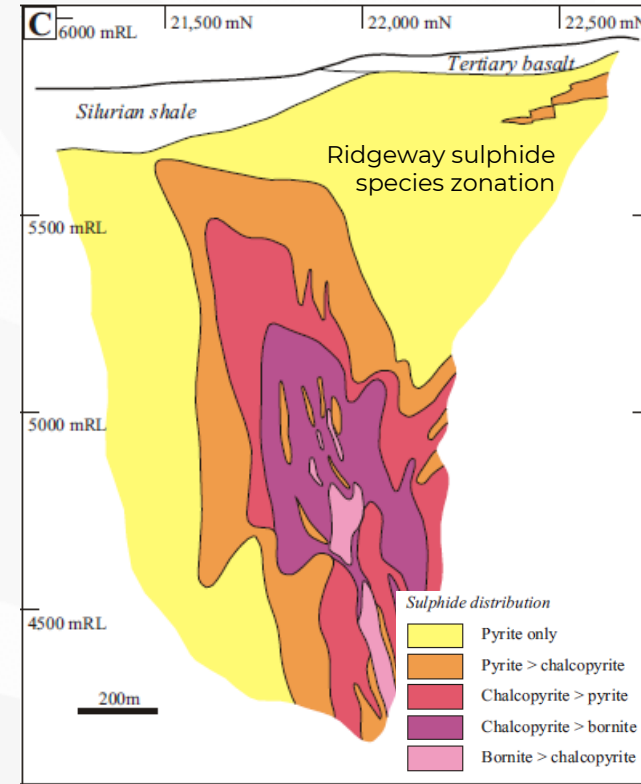 C
6000 mRL
21,500 mN
22,000 mN
22,500 mN
Tertiary basalt
Silurian shale
Ridgeway sulphide
species zonation
5500 mRL
5000 mRL
4500 mRL
200m
Sulphide distribution
Pyrite only
Pyrite > chalcopyrite
Chalcopyrite > pyrite
Chalcopyrite > bornite
Bornite > chalcopyrite